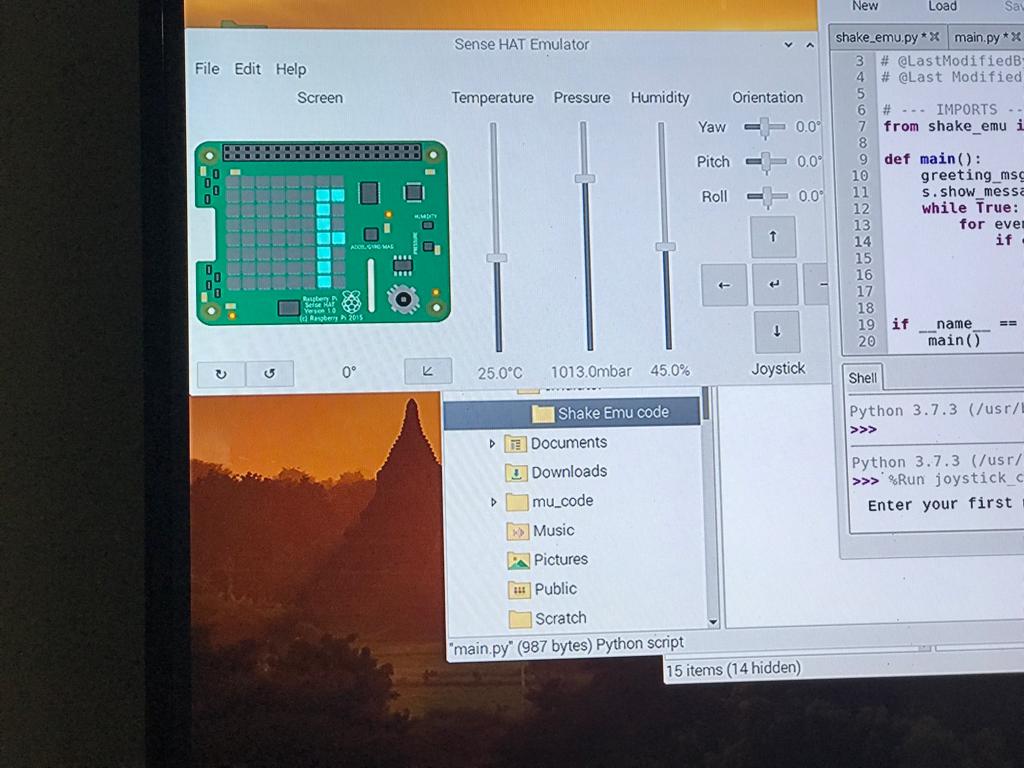 Sense HAT Emulator
File Edit Help
Screen
Temperature Pressure Humidity Orientation
Yaw 0.0°
Pitch 0.0°
Roll 0.0°
HUMIDITY
PRESSURE
ACCEL/GYRO/MAG
Raspberry Pi
Sense HAT
Version 1.0
(c) Raspberry Pi 2015
↻ ↺ 0°
25.0°C 1013.0mbar 45.0%
↑
← ↵
↓
Joystick
New Load Sav
shake_emu.py * main.py *
3 # @LastModifiedBy
4 # @Last Modified
5
6 # --- IMPORTS --
7 from shake_emu i
8
9 def main():
10 greeting_msg
11 s.show_messa
12 while True:
13 for even
14 if
15
16
17
18
19 if __name__ ==
20 main()
Shell
Python 3.7.3 (/usr/b
>>>
Python 3.7.3 (/usr/
>>> %Run joystick_c
Enter your first
Shake Emu code
Documents
Downloads
mu_code
Music
Pictures
Public
Scratch
"main.py" (987 bytes) Python script
15 items (14 hidden)